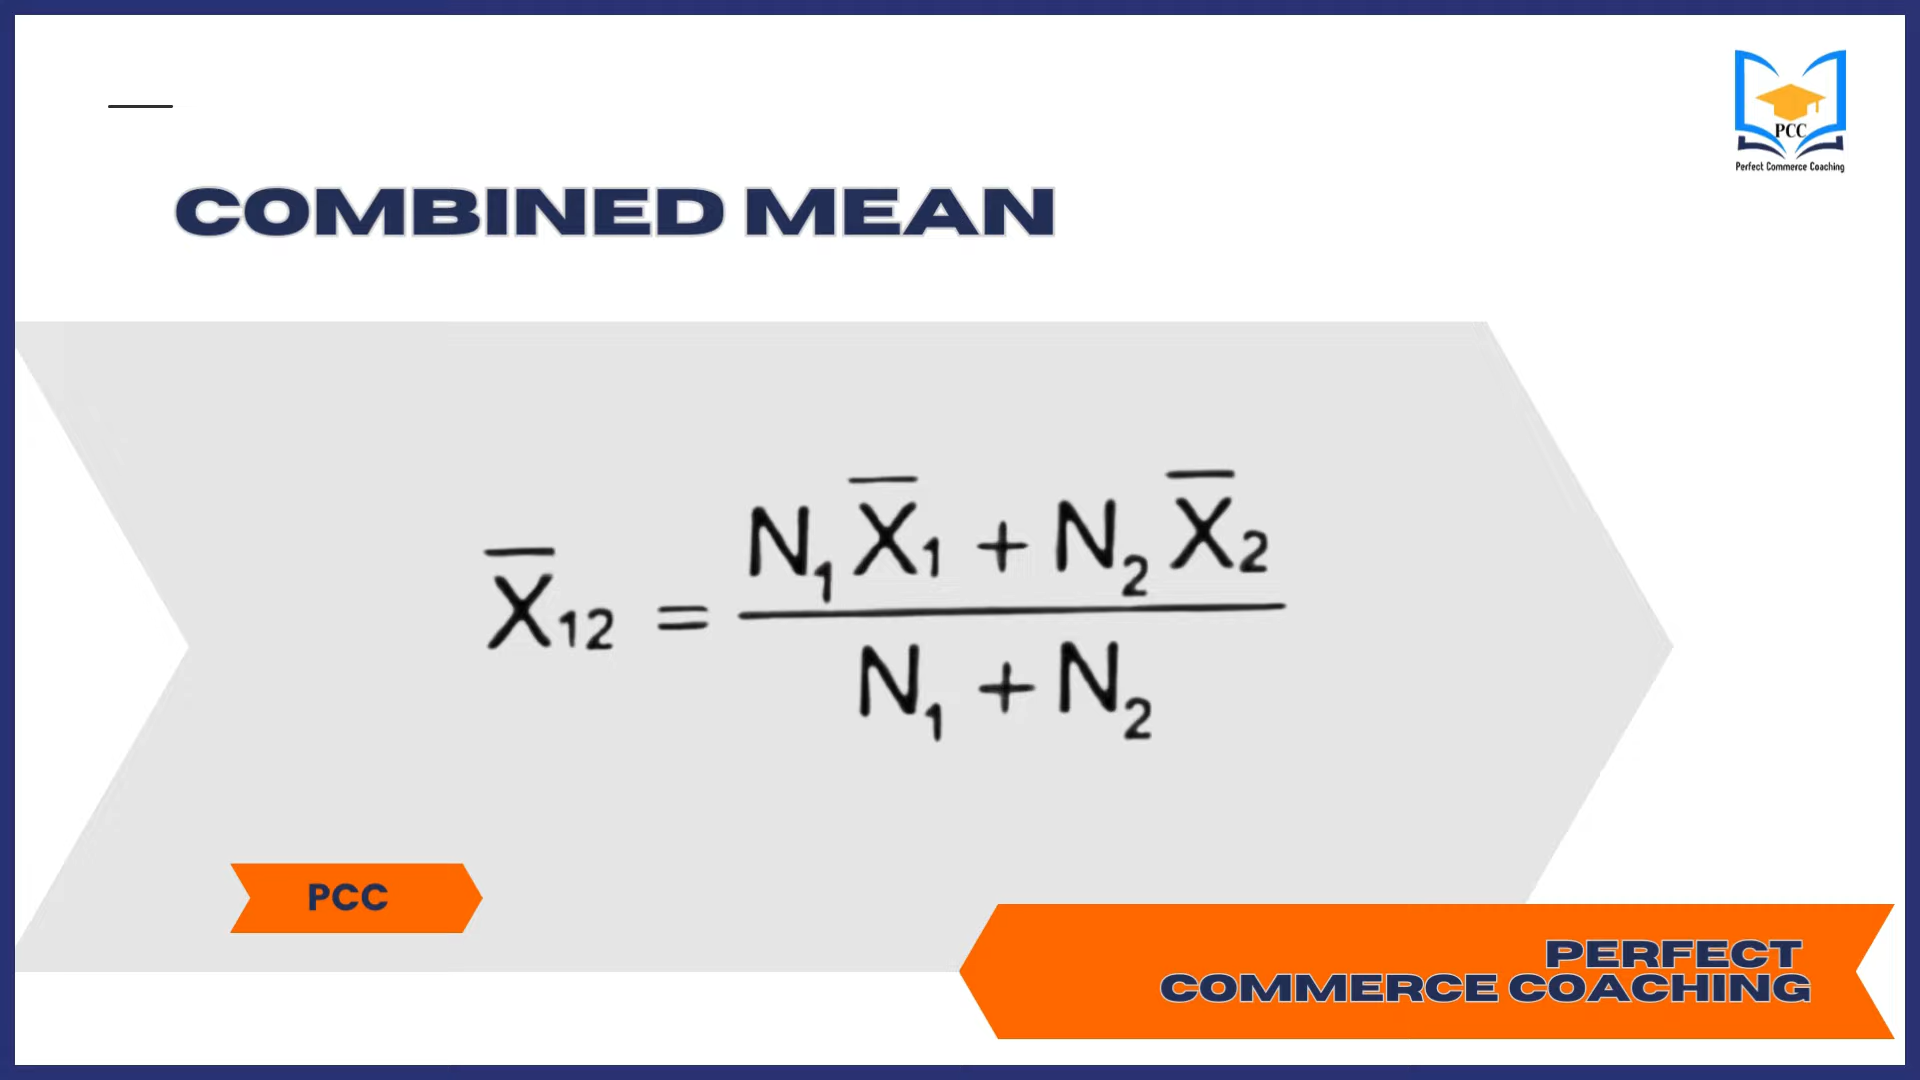 PCC
Perfect Commerce Coaching
COMBINED MEAN
X̅₁₂ = (N₁X̅₁ + N₂X̅₂) / (N₁ + N₂)
PCC
PERFECT
COMMERCE COACHING